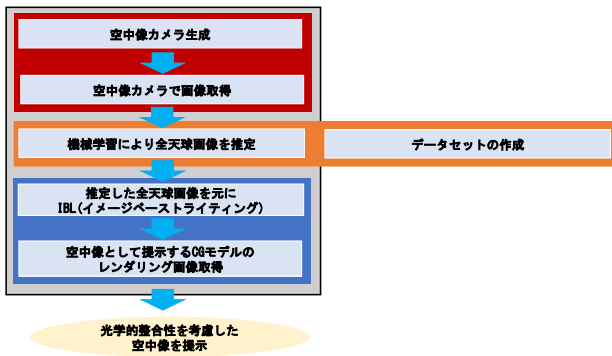 空中像カメラ生成
空中像カメラで画像取得
機械学習により全天球画像を推定
データセットの作成
推定した全天球画像を元に
IBL(イメージベーストライティング)
空中像として提示するCGモデルの
レンダリング画像取得
光学的整合性を考慮した
空中像を提示